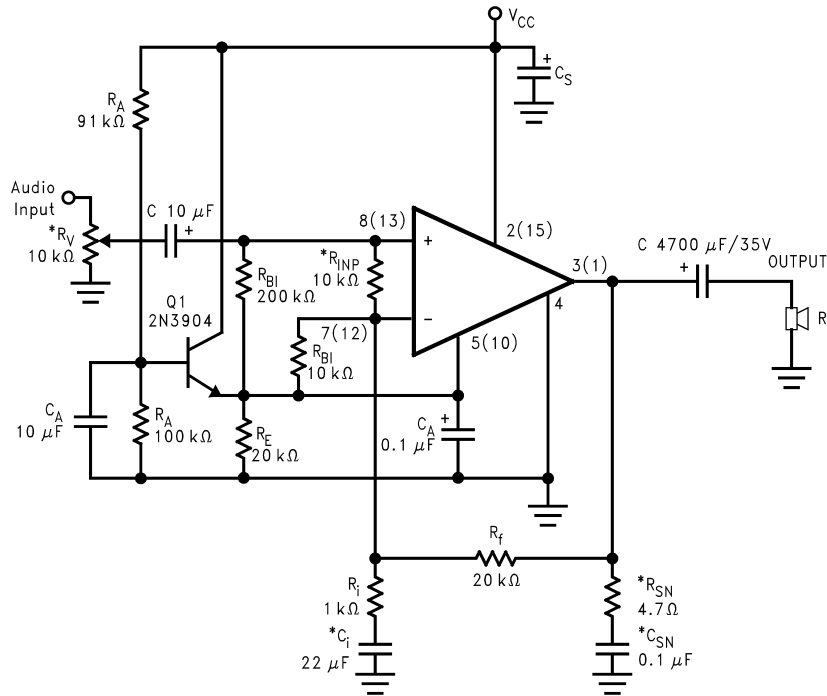 V_CC
+
C_S
R_A
91 kΩ
Audio
Input
*R_V
10 kΩ
C 10 μF
+
8(13)
+
2(15)
*R_INP
10 kΩ
R_BI
200 kΩ
Q1
2N3904
7(12)
−
R_BI
10 kΩ
5(10)
3(1)
4
C 4700 μF/35V
+
OUTPUT
R
C_A
10 μF
R_A
100 kΩ
R_E
20 kΩ
C_A
+
0.1 μF
R_f
20 kΩ
R_i
1 kΩ
*C_i
22 μF
*R_SN
4.7Ω
*C_SN
0.1 μF